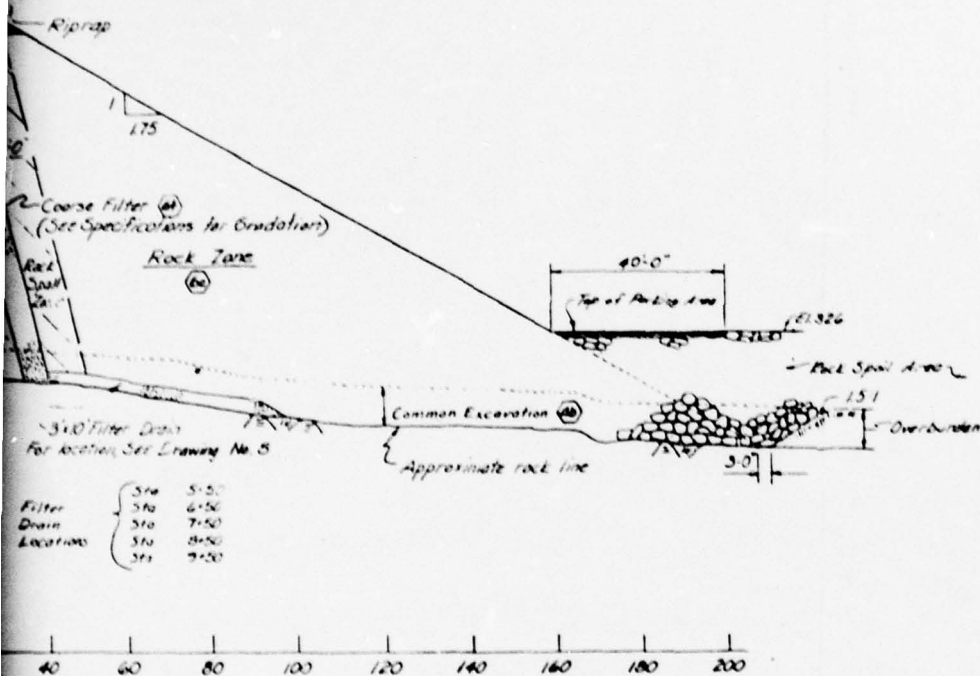 Riprap
1
1.75
Coarse Filter
(See Specifications for Gradation)
Rock Zone
Rock
Spall
Zone
40'-0"
Top of Parking Area
El. 326
Rock Spoil Area
1.5:1
Common Excavation
Overburden
3'x10' Filter Drain
For location, See Drawing No. 5
Approximate rock line
3'-0"
Filter
Drain
Locations
Sta 5+50
Sta 6+50
Sta 7+50
Sta 8+50
Sta 9+50
40 60 80 100 120 140 160 180 200